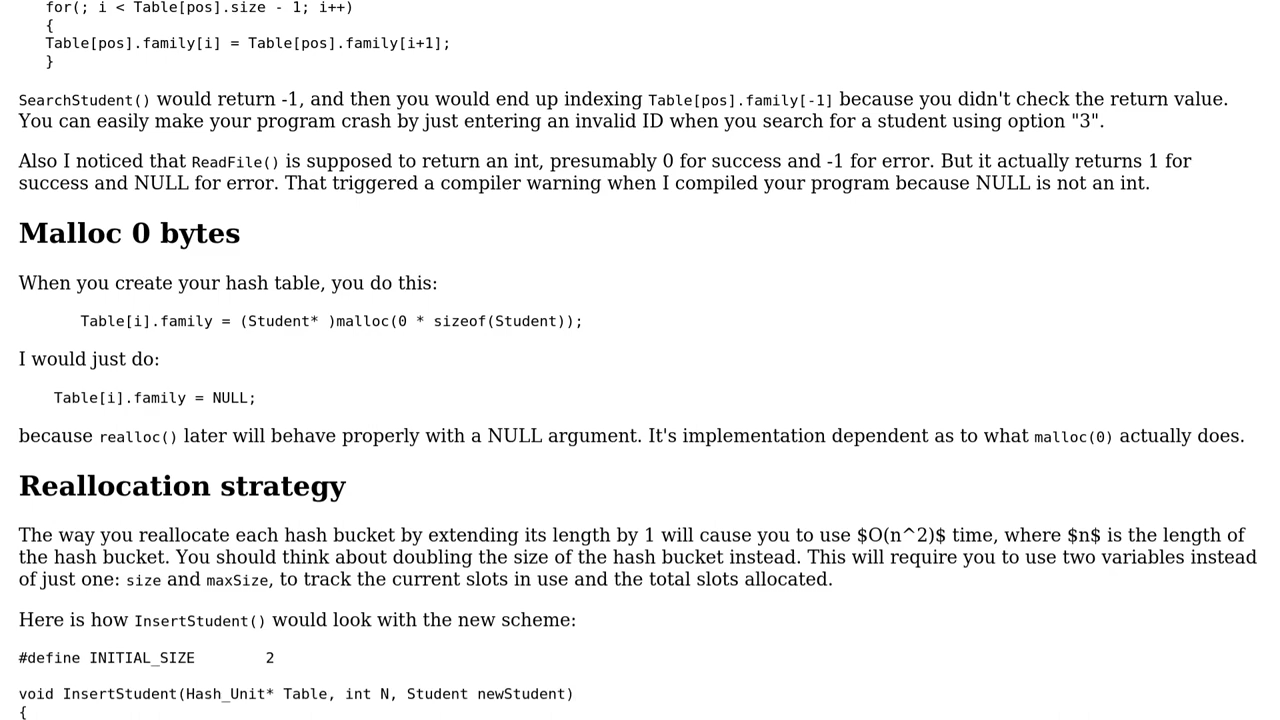 for(; i < Table[pos].size - 1; i++)
{
Table[pos].family[i] = Table[pos].family[i+1];
}
SearchStudent() would return -1, and then you would end up indexing Table[pos].family[-1] because you didn't check the return value.
You can easily make your program crash by just entering an invalid ID when you search for a student using option "3".
Also I noticed that ReadFile() is supposed to return an int, presumably 0 for success and -1 for error. But it actually returns 1 for
success and NULL for error. That triggered a compiler warning when I compiled your program because NULL is not an int.
Malloc 0 bytes
When you create your hash table, you do this:
Table[i].family = (Student* )malloc(0 * sizeof(Student));
I would just do:
Table[i].family = NULL;
because realloc() later will behave properly with a NULL argument. It's implementation dependent as to what malloc(0) actually does.
Reallocation strategy
The way you reallocate each hash bucket by extending its length by 1 will cause you to use $O(n^2)$ time, where $n$ is the length of
the hash bucket. You should think about doubling the size of the hash bucket instead. This will require you to use two variables instead
of just one: size and maxSize, to track the current slots in use and the total slots allocated.
Here is how InsertStudent() would look with the new scheme:
#define INITIAL_SIZE        2
void InsertStudent(Hash_Unit* Table, int N, Student newStudent)
{